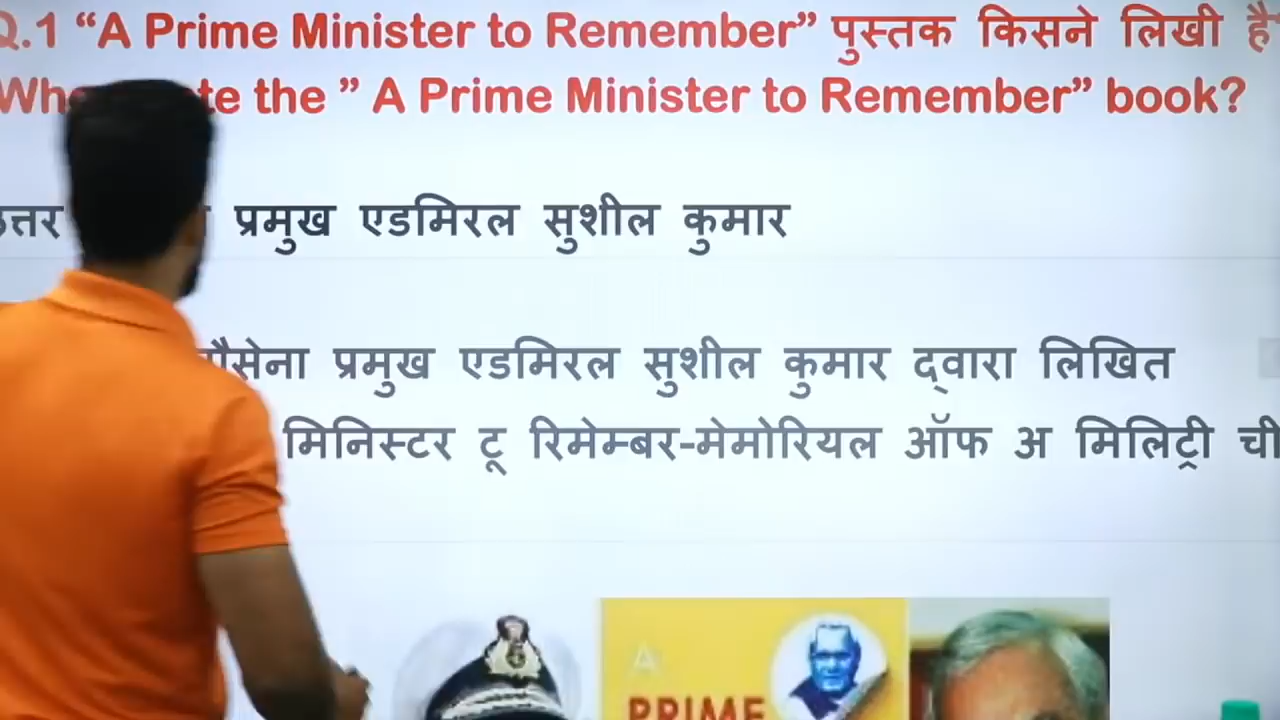 Q.1 “A Prime Minister to Remember” पुस्तक किसने लिखी है
the ” A Prime Minister to Remember” book?
प्रमुख एडमिरल सुशील कुमार
नौसेना प्रमुख एडमिरल सुशील कुमार द्वारा लिखित
मिनिस्टर टू रिमेम्बर-मेमोरियल ऑफ अ मिलिट्री
A
PRIME